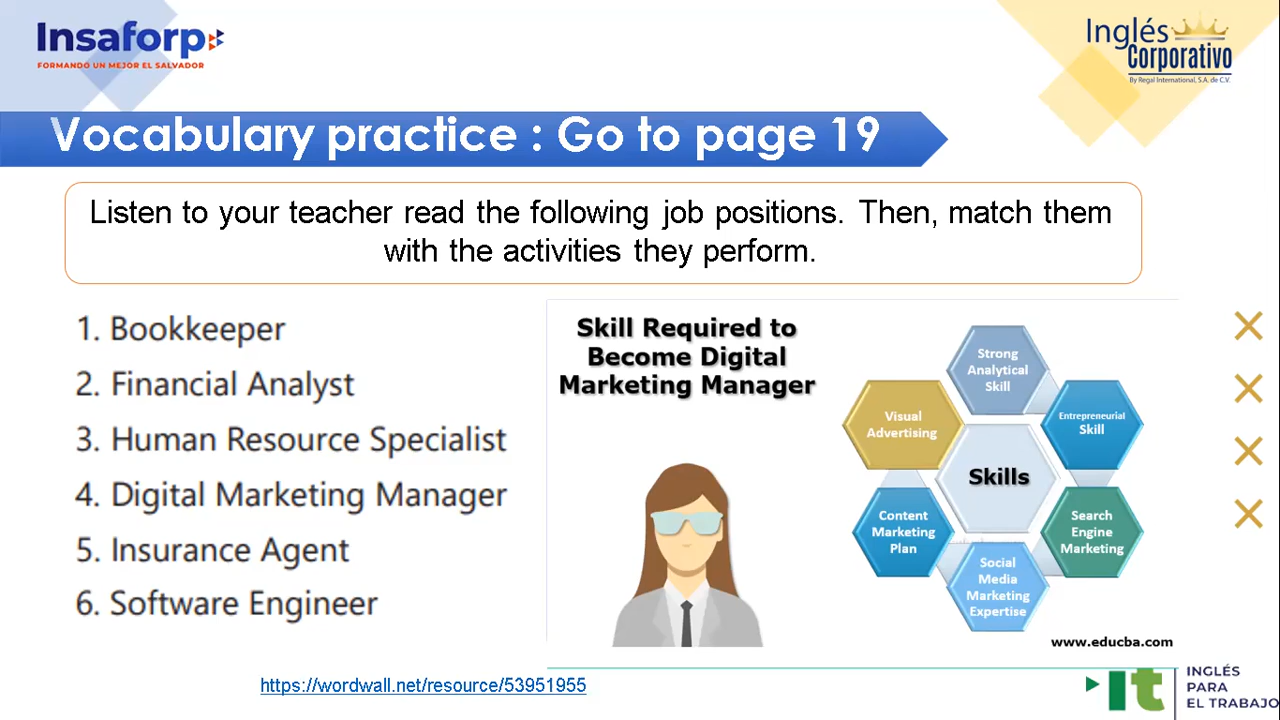 Insaforp
FORMANDO UN MEJOR EL SALVADOR
Inglés
Corporativo
By Regal International, S.A. de C.V.
Vocabulary practice : Go to page 19
Listen to your teacher read the following job positions. Then, match them
with the activities they perform.
1. Bookkeeper
2. Financial Analyst
3. Human Resource Specialist
4. Digital Marketing Manager
5. Insurance Agent
6. Software Engineer
Skill Required to
Become Digital
Marketing Manager
Strong
Analytical
Skill
Visual
Advertising
Entrepreneurial
Skill
Skills
Content
Marketing
Plan
Search
Engine
Marketing
Social
Media
Marketing
Expertise
www.educba.com
https://wordwall.net/resource/53951955
It
INGLÉS
PARA
EL TRABAJO